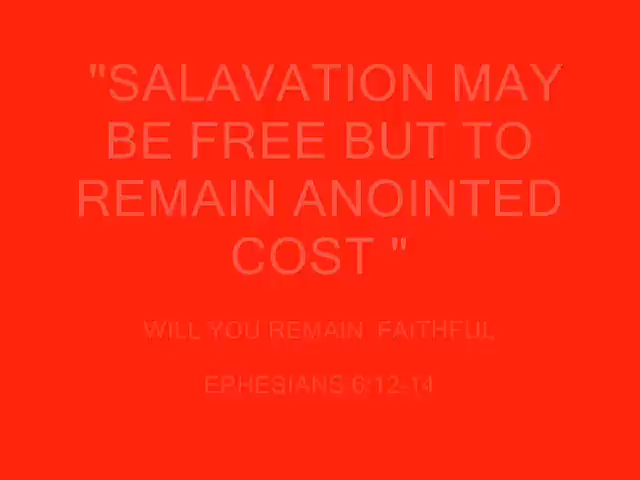 "SALAVATION MAY
BE FREE BUT TO
REMAIN ANOINTED
COST "
WILL YOU REMAIN FAITHFUL
EPHESIANS 6:12-14